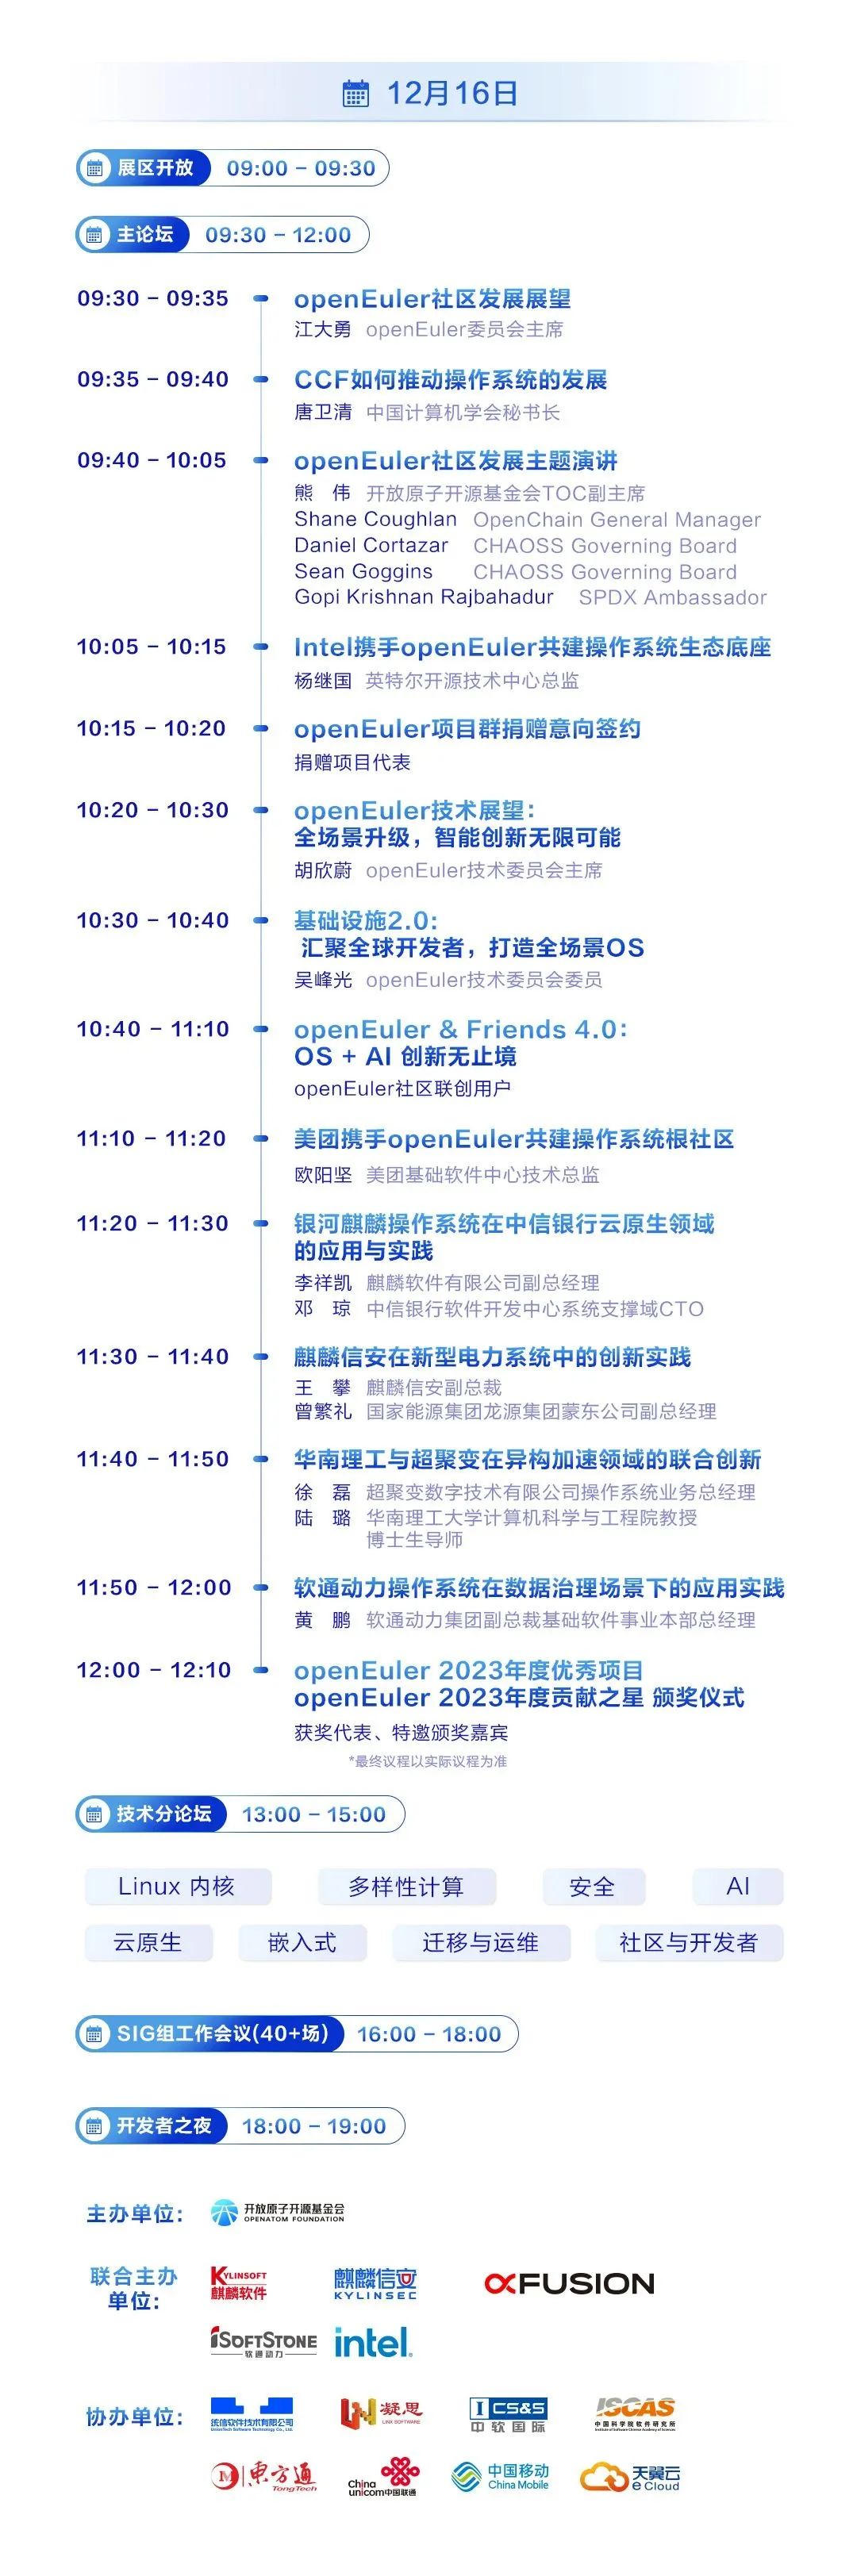 12月16日
展区开放 09:00 – 09:30
主论坛 09:30 – 12:00
09:30 – 09:35 openEuler社区发展展望
江大勇 openEuler委员会主席
09:35 – 09:40 CCF如何推动操作系统的发展
唐卫清 中国计算机学会秘书长
09:40 – 10:05 openEuler社区发展主题演讲
熊 伟 开放原子开源基金会TOC副主席
Shane Coughlan OpenChain General Manager
Daniel Cortazar CHAOSS Governing Board
Sean Goggins CHAOSS Governing Board
Gopi Krishnan Rajbahadur SPDX Ambassador
10:05 – 10:15 Intel携手openEuler共建操作系统生态底座
杨继国 英特尔开源技术中心总监
10:15 – 10:20 openEuler项目群捐赠意向签约
捐赠项目代表
10:20 – 10:30 openEuler技术展望:
全场景升级，智能创新无限可能
胡欣蔚 openEuler技术委员会主席
10:30 – 10:40 基础设施2.0:
汇聚全球开发者，打造全场景OS
吴峰光 openEuler技术委员会委员
10:40 – 11:10 openEuler & Friends 4.0:
OS + AI 创新无止境
openEuler社区联创用户
11:10 – 11:20 美团携手openEuler共建操作系统根社区
欧阳坚 美团基础软件中心技术总监
11:20 – 11:30 银河麒麟操作系统在中信银行云原生领域
的应用与实践
李祥凯 麒麟软件有限公司副总经理
邓 琼 中信银行软件开发中心系统支撑域CTO
11:30 – 11:40 麒麟信安在新型电力系统中的创新实践
王 攀 麒麟信安副总裁
曾繁礼 国家能源集团龙源集团蒙东公司副总经理
11:40 – 11:50 华南理工与超聚变在异构加速领域的联合创新
徐 磊 超聚变数字技术有限公司操作系统业务总经理
陆 璐 华南理工大学计算机科学与工程院教授
博士生导师
11:50 – 12:00 软通动力操作系统在数据治理场景下的应用实践
黄 鹏 软通动力集团副总裁基础软件事业本部总经理
12:00 – 12:10 openEuler 2023年度优秀项目
openEuler 2023年度贡献之星 颁奖仪式
获奖代表、特邀颁奖嘉宾
*最终议程以实际议程为准
技术分论坛 13:00 – 15:00
Linux 内核 多样性计算 安全 AI
云原生 嵌入式 迁移与运维 社区与开发者
SIG组工作会议(40+场) 16:00 – 18:00
开发者之夜 18:00 – 19:00
主办单位: 开放原子开源基金会
OPENATOM FOUNDATION
联合主办
单位:
KYLINSOFT
麒麟软件
麒麟信安
KYLINSEC
XFUSION
iSOFTSTONE
软通动力
intel.
协办单位:
统信软件技术有限公司
UnionTech Software Technology Co., Ltd.
凝思
LINX SOFTWARE
CS&S
中软国际
ISCAS
中国科学院软件研究所
Institute of Software Chinese Academy of Sciences
東方通
TongTech
China
unicom中国联通
中国移动
China Mobile
天翼云
e Cloud